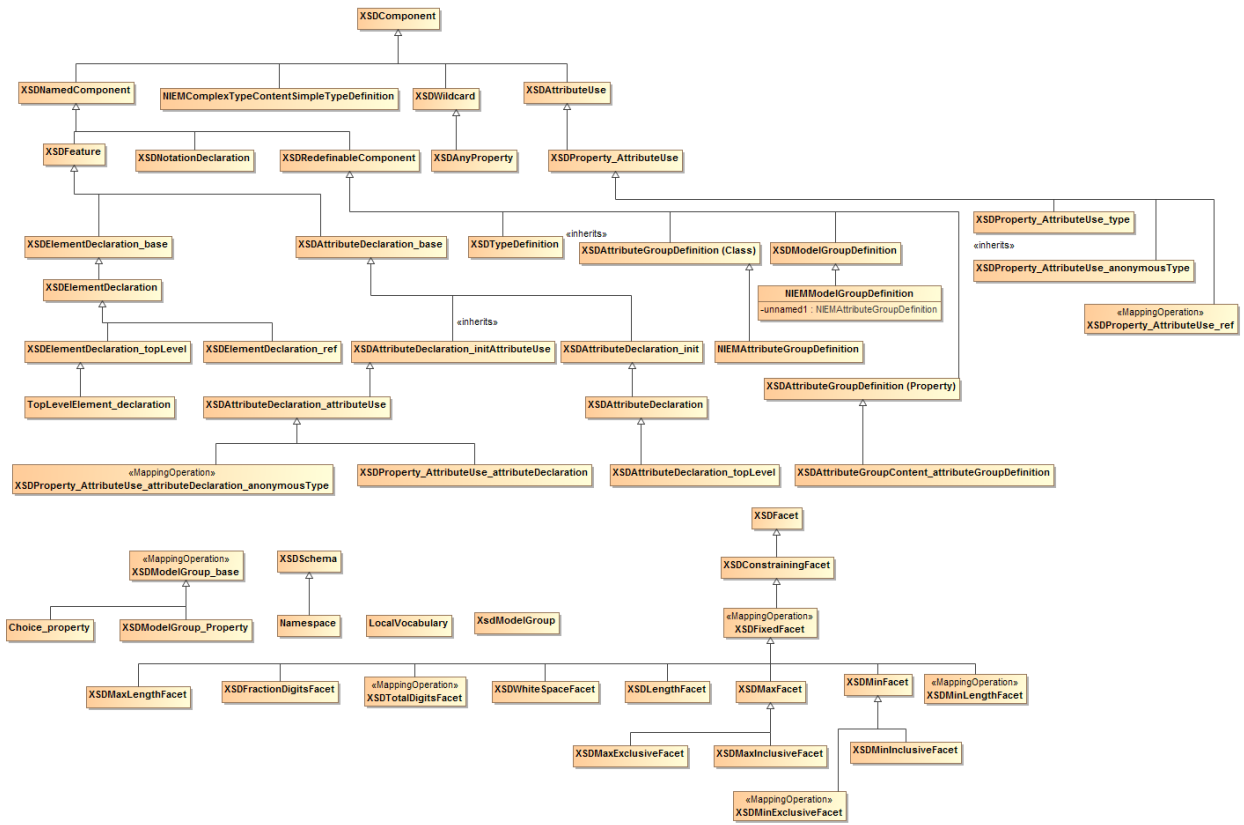 XSDComponent
XSDNamedComponent
NIEMComplexTypeContentSimpleTypeDefinition
XSDWildcard
XSDAttributeUse
XSDFeature
XSDNotationDeclaration
XSDRedefinableComponent
XSDAnyProperty
XSDProperty_AttributeUse
XSDElementDeclaration_base
XSDAttributeDeclaration_base
XSDTypeDefinition
«inherits»
XSDAttributeGroupDefinition (Class)
XSDModelGroupDefinition
XSDProperty_AttributeUse_type
«inherits»
XSDProperty_AttributeUse_anonymousType
XSDElementDeclaration
NIEMModelGroupDefinition
-unnamed1 : NIEMAttributeGroupDefinition
«MappingOperation»
XSDProperty_AttributeUse_ref
«inherits»
XSDElementDeclaration_topLevel
XSDElementDeclaration_ref
XSDAttributeDeclaration_initAttributeUse
XSDAttributeDeclaration_init
NIEMAttributeGroupDefinition
XSDAttributeGroupDefinition (Property)
TopLevelElement_declaration
XSDAttributeDeclaration_attributeUse
XSDAttributeDeclaration
«MappingOperation»
XSDProperty_AttributeUse_attributeDeclaration_anonymousType
XSDProperty_AttributeUse_attributeDeclaration
XSDAttributeDeclaration_topLevel
XSDAttributeGroupContent_attributeGroupDefinition
XSDFacet
«MappingOperation»
XSDModelGroup_base
XSDSchema
XSDConstrainingFacet
Choice_property
XSDModelGroup_Property
Namespace
LocalVocabulary
XsdModelGroup
«MappingOperation»
XSDFixedFacet
XSDMaxLengthFacet
XSDFractionDigitsFacet
«MappingOperation»
XSDTotalDigitsFacet
XSDWhiteSpaceFacet
XSDLengthFacet
XSDMaxFacet
XSDMinFacet
«MappingOperation»
XSDMinLengthFacet
XSDMaxExclusiveFacet
XSDMaxInclusiveFacet
XSDMinInclusiveFacet
«MappingOperation»
XSDMinExclusiveFacet